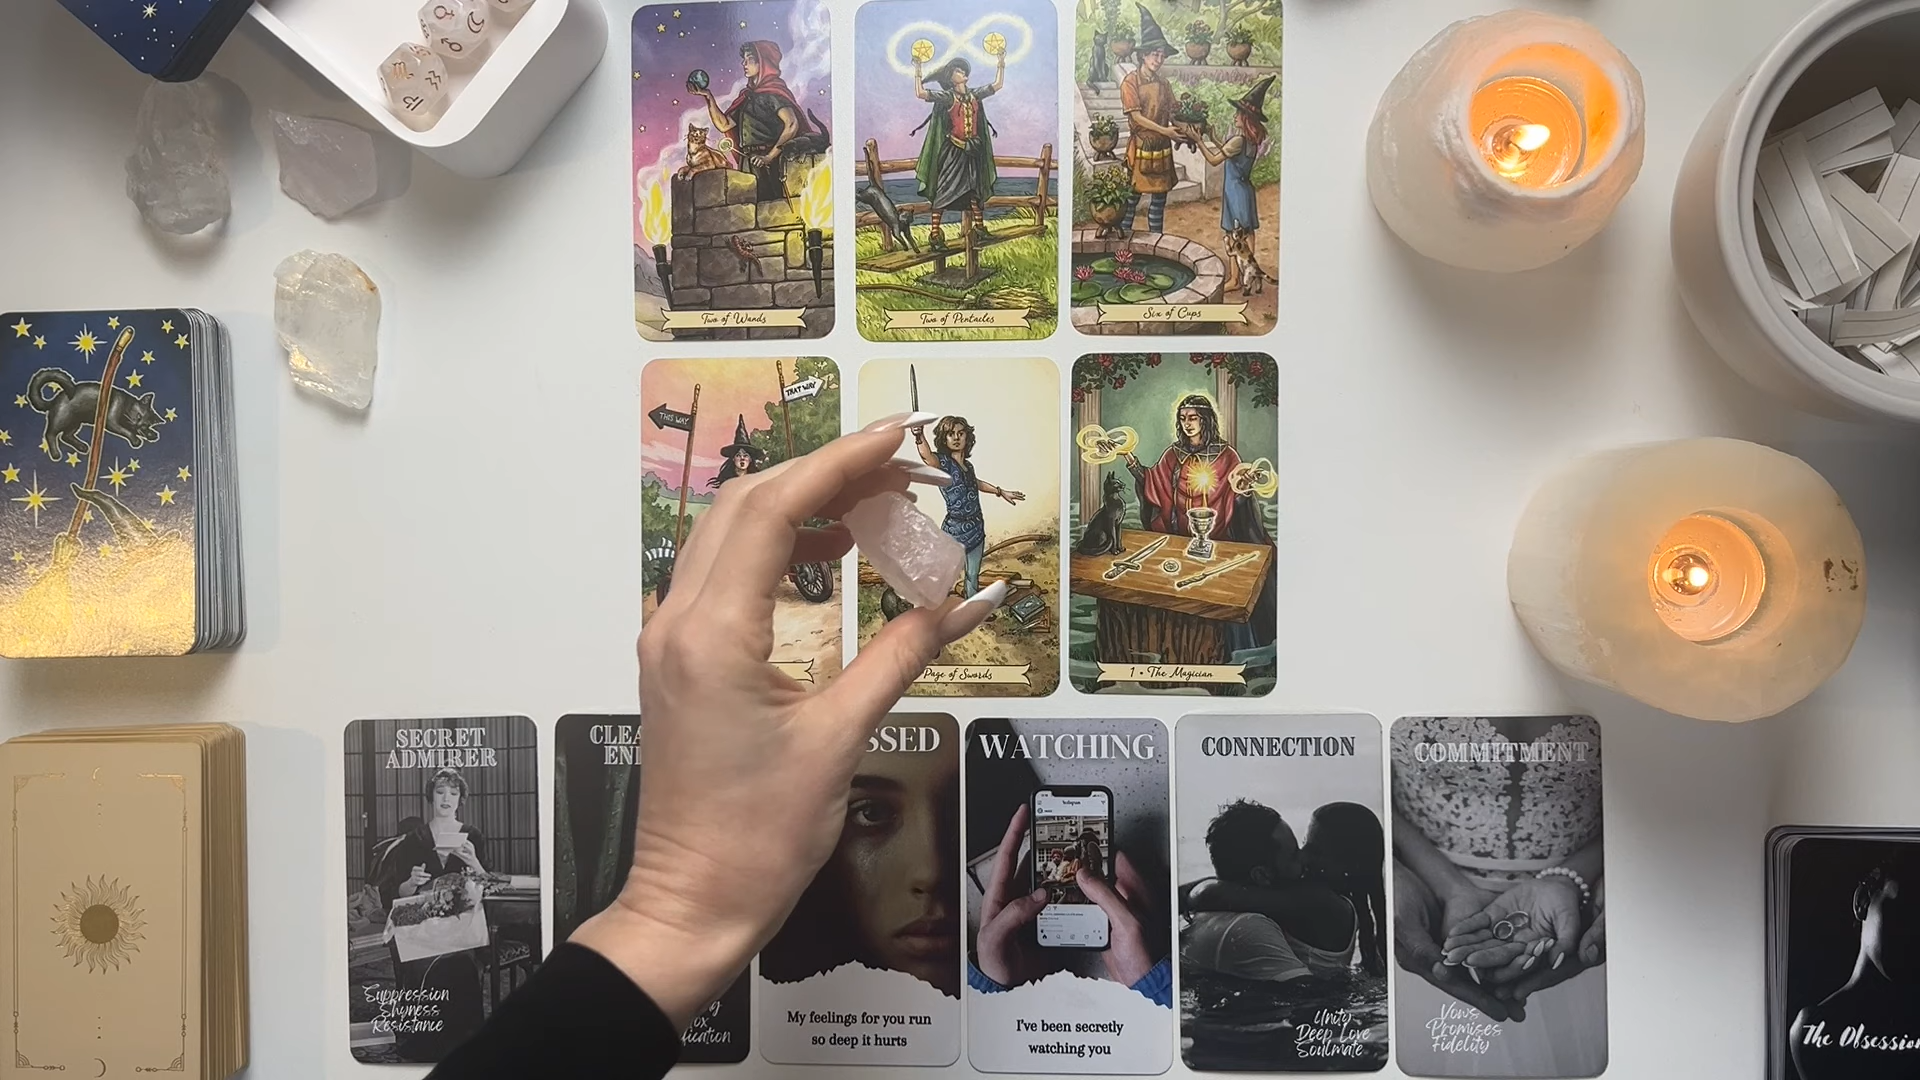 Two of Wands
Two of Pentacles
Six of Cups
THIS WAY
THAT WAY
Page of Swords
1 • The Magician
SECRET
ADMIRER
Suppression
Shyness
Resistance
WATCHING
CONNECTION
COMMITMENT
My feelings for you run
so deep it hurts
I've been secretly
watching you
Unity
Deep Love
Soulmate
Vows
Promises
Fidelity